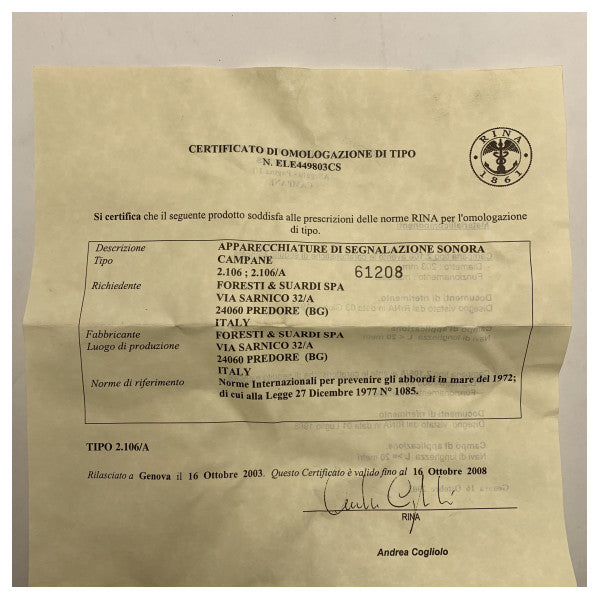 RINA
1861
CERTIFICATO DI OMOLOGAZIONE DI TIPO
N. ELE449803CS
Si certifica che il seguente prodotto soddisfa alle prescrizioni delle norme RINA per l'omologazione
di tipo.
Descrizione APPARECCHIATURE DI SEGNALAZIONE SONORA
Tipo CAMPANE
2.106 ; 2.106/A 61208
Richiedente FORESTI & SUARDI SPA
VIA SARNICO 32/A
24060 PREDORE (BG)
ITALY
Fabbricante FORESTI & SUARDI SPA
Luogo di produzione VIA SARNICO 32/A
24060 PREDORE (BG)
ITALY
Norme di riferimento Norme Internazionali per prevenire gli abbordi in mare del 1972;
di cui alla Legge 27 Dicembre 1977 N° 1085.
TIPO 2.106/A
Rilasciato a Genova il 16 Ottobre 2003. Questo Certificato è valido fino al 16 Ottobre 2008
RINA
Andrea Cogliolo